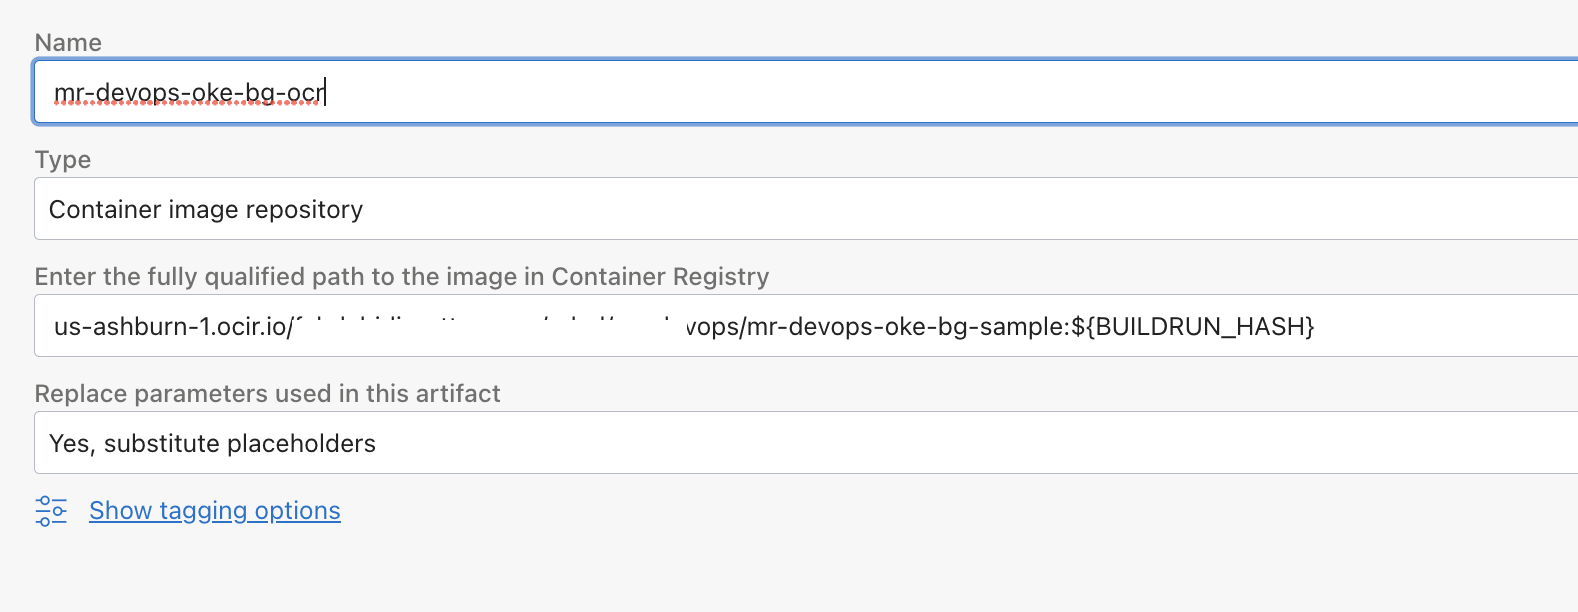 Name
mr-devops-oke-bg-ocr
Type
Container image repository
Enter the fully qualified path to the image in Container Registry
us-ashburn-1.ocir.io/ vops/mr-devops-oke-bg-sample:${BUILDRUN_HASH}
Replace parameters used in this artifact
Yes, substitute placeholders
Show tagging options